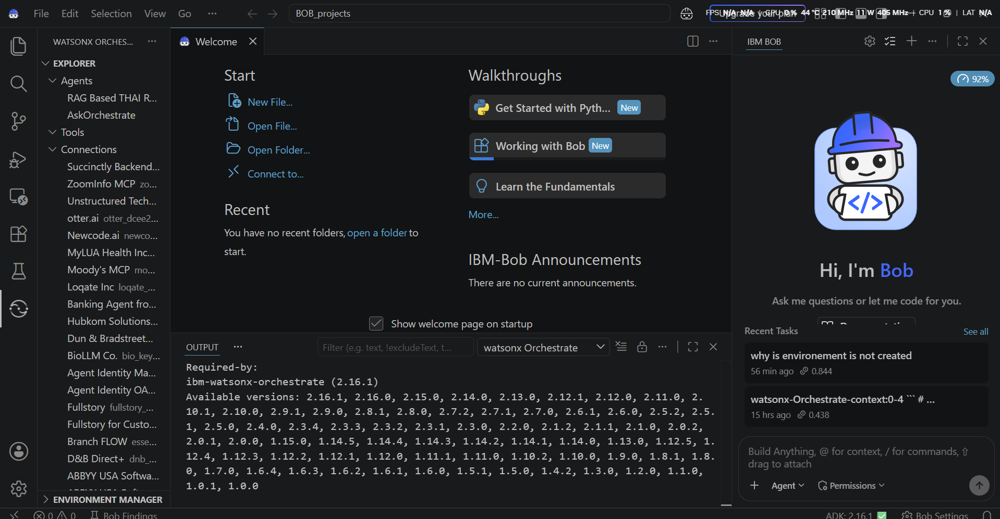 File Edit Selection View Go ···
BOB_projects
Upgrade your plan
FPS N/A N/A | GPU 0 % 44 °C 210 MHz 11 W 405 MHz CPU 1 % | LAT N/A
WATSONX ORCHES... ···
EXPLORER
Agents
RAG Based THAI R...
AskOrchestrate
Tools
Connections
Succinctly Backend...
ZoomInfo MCP zo...
Unstructured Tech...
otter.ai otter_dcee2...
Newcode.ai newco...
MyLUA Health Inc...
Moody's MCP mo...
Loqate Inc loqate_...
Banking Agent fro...
Hubkom Solutions...
Dun & Bradstreet...
BioLLM Co. bio_key...
Agent Identity Ma...
Agent Identity OA...
Fullstory fullstory_...
Fullstory for Custo...
Branch FLOW esse...
D&B Direct+ dnb_...
ABBYY USA Softwa...
ENVIRONMENT MANAGER
Welcome
Start
New File...
Open File...
Open Folder...
Connect to...
Recent
You have no recent folders, open a folder to
start.
Walkthroughs
Get Started with Pyth... New
Working with Bob New
Learn the Fundamentals
More...
IBM-Bob Announcements
There are no current announcements.
Show welcome page on startup
OUTPUT ···
Filter (e.g. text, !excludeText, t...
watsonx Orchestrate
Required-by:
ibm-watsonx-orchestrate (2.16.1)
Available versions: 2.16.1, 2.16.0, 2.15.0, 2.14.0, 2.13.0, 2.12.1, 2.12.0, 2.11.0, 2.
10.1, 2.10.0, 2.9.1, 2.9.0, 2.8.1, 2.8.0, 2.7.2, 2.7.1, 2.7.0, 2.6.1, 2.6.0, 2.5.2, 2.5.
1, 2.5.0, 2.4.0, 2.3.4, 2.3.3, 2.3.2, 2.3.1, 2.3.0, 2.2.0, 2.1.2, 2.1.1, 2.1.0, 2.0.2,
2.0.1, 2.0.0, 1.15.0, 1.14.5, 1.14.4, 1.14.3, 1.14.2, 1.14.1, 1.14.0, 1.13.0, 1.12.5, 1.
12.4, 1.12.3, 1.12.2, 1.12.1, 1.12.0, 1.11.1, 1.11.0, 1.10.2, 1.10.0, 1.9.0, 1.8.1, 1.8.
0, 1.7.0, 1.6.4, 1.6.3, 1.6.2, 1.6.1, 1.6.0, 1.5.1, 1.5.0, 1.4.2, 1.3.0, 1.2.0, 1.1.0,
1.0.1, 1.0.0
IBM BOB
92%
</>
Hi, I'm Bob
Ask me questions or let me code for you.
Recent Tasks See all
why is environement is not created
56 min ago 0.844
watsonx-Orchestrate-context:0-4 ``` # ...
15 hrs ago 0.438
Build Anything, @ for context, / for commands, ⇧
drag to attach
Agent Permissions
0 0 Bob Findings
ADK: 2.16.1 ✅ Bob Settings